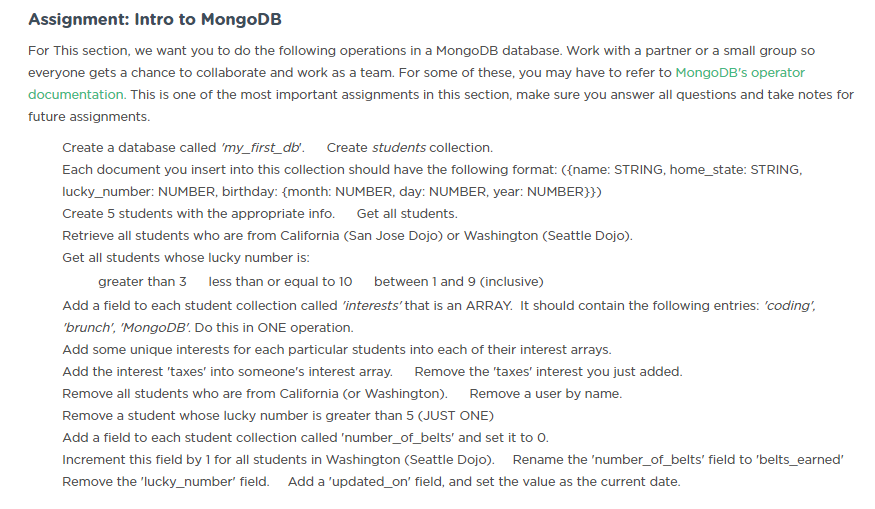 Assignment: Intro to MongoDB
For This section, we want you to do the following operations in a MongoDB database. Work with a partner or a small group so
everyone gets a chance to collaborate and work as a team. For some of these, you may have to refer to MongoDB's operator
documentation. This is one of the most important assignments in this section, make sure you answer all questions and take notes for
future assignments.
Create a database called 'my_first_db'. Create students collection.
Each document you insert into this collection should have the following format: ({name: STRING, home_state: STRING,
lucky_number: NUMBER, birthday: {month: NUMBER, day: NUMBER, year: NUMBER}})
Create 5 students with the appropriate info. Get all students.
Retrieve all students who are from California (San Jose Dojo) or Washington (Seattle Dojo).
Get all students whose lucky number is:
greater than 3 less than or equal to 10 between 1 and 9 (inclusive)
Add a field to each student collection called 'interests' that is an ARRAY. It should contain the following entries: 'coding',
'brunch', 'MongoDB'. Do this in ONE operation.
Add some unique interests for each particular students into each of their interest arrays.
Add the interest 'taxes' into someone's interest array. Remove the 'taxes' interest you just added.
Remove all students who are from California (or Washington). Remove a user by name.
Remove a student whose lucky number is greater than 5 (JUST ONE)
Add a field to each student collection called 'number_of_belts' and set it to 0.
Increment this field by 1 for all students in Washington (Seattle Dojo). Rename the 'number_of_belts' field to 'belts_earned'
Remove the 'lucky_number' field. Add a 'updated_on' field, and set the value as the current date.